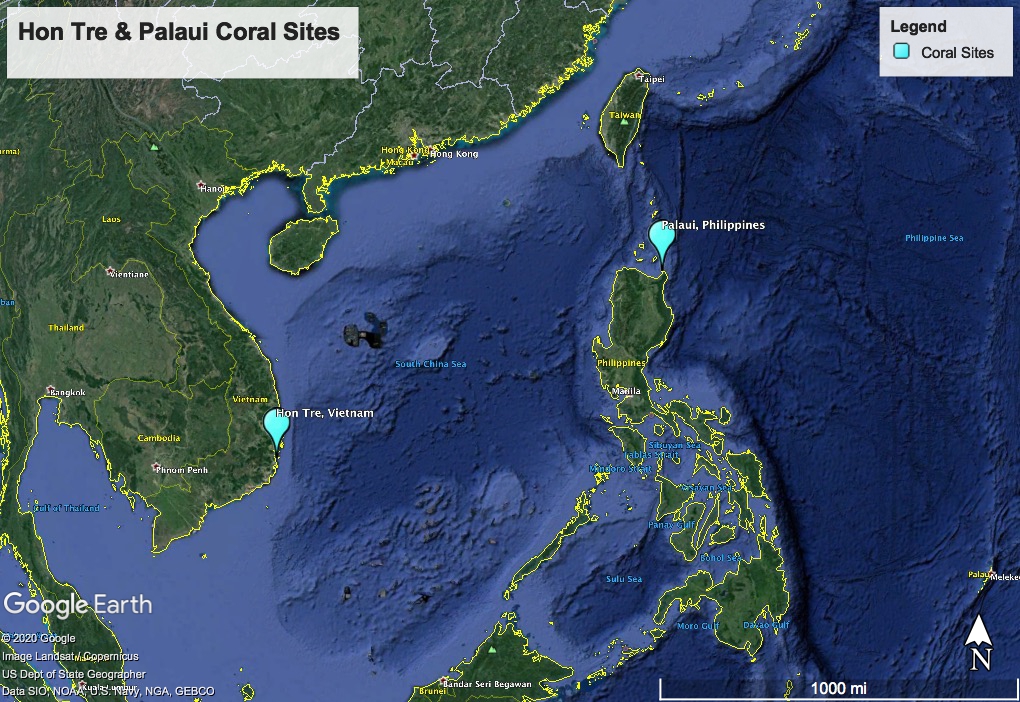 Hon Tre & Palaui Coral Sites
Legend
Coral Sites
Taipei
Taiwan
Hong Kong
Hong Kong
Macau
Hanoi
Laos
Palaui, Philippines
Philippine Sea
Vientiane
Thailand
South China Sea
Philippines
Bangkok
Manila
Vietnam
Hon Tre, Vietnam
Cambodia
Sibuyan Sea
Tablas Strait
Mindoro Strait
Phnom Penh
Visayan Sea
Gulf of Thailand
Panay Gulf
Bohol Sea
Sulu Sea
Palau
Moro Gulf
Davao Gulf
Google Earth
© 2020 Google
Image Landsat / Copernicus
US Dept of State Geographer
Data SIO, NOAA, U.S. Navy, NGA, GEBCO
Kuala Lumpur
Bandar Seri Begawan
Brunei
N
1000 mi